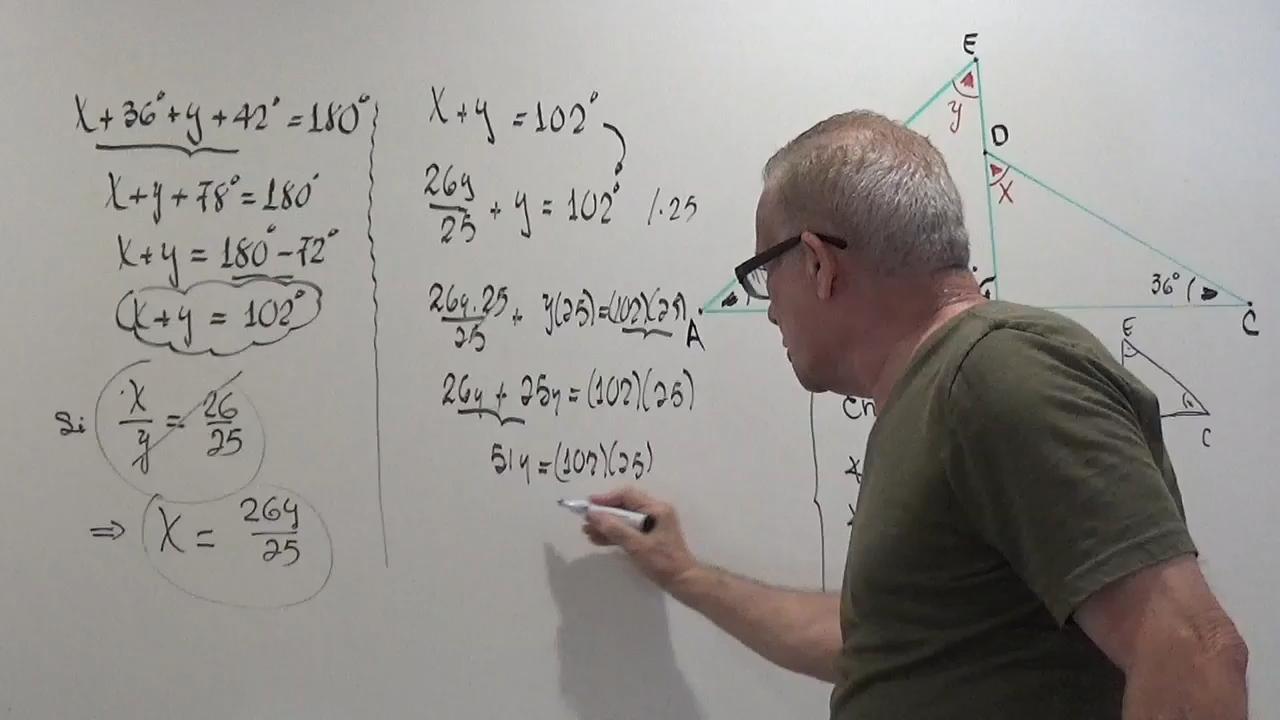 X+36°+y+42°=180°
X+y+78°=180°
X+y=180°-72°
X+y=102°
Si x/y = 26/25
⇒ X = 26y/25
X+y=102°
26y/25 + y = 102° /.25
26y.25/25 + y(25)=(102)(25)
26y + 25y=(102)(25)
51y=(102)(25)
E
y
D
X
36°
A
C
E
C